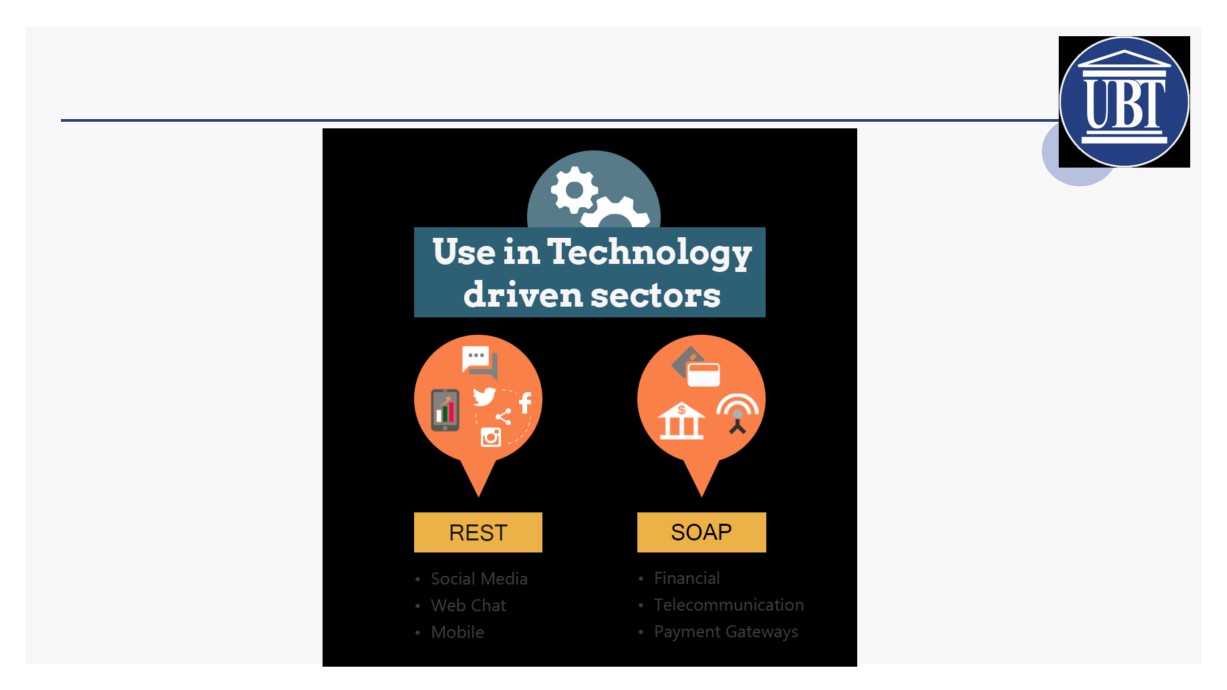 UBT
Use in Technology
driven sectors
REST
• Social Media
• Web Chat
• Mobile
SOAP
• Financial
• Telecommunication
• Payment Gateways